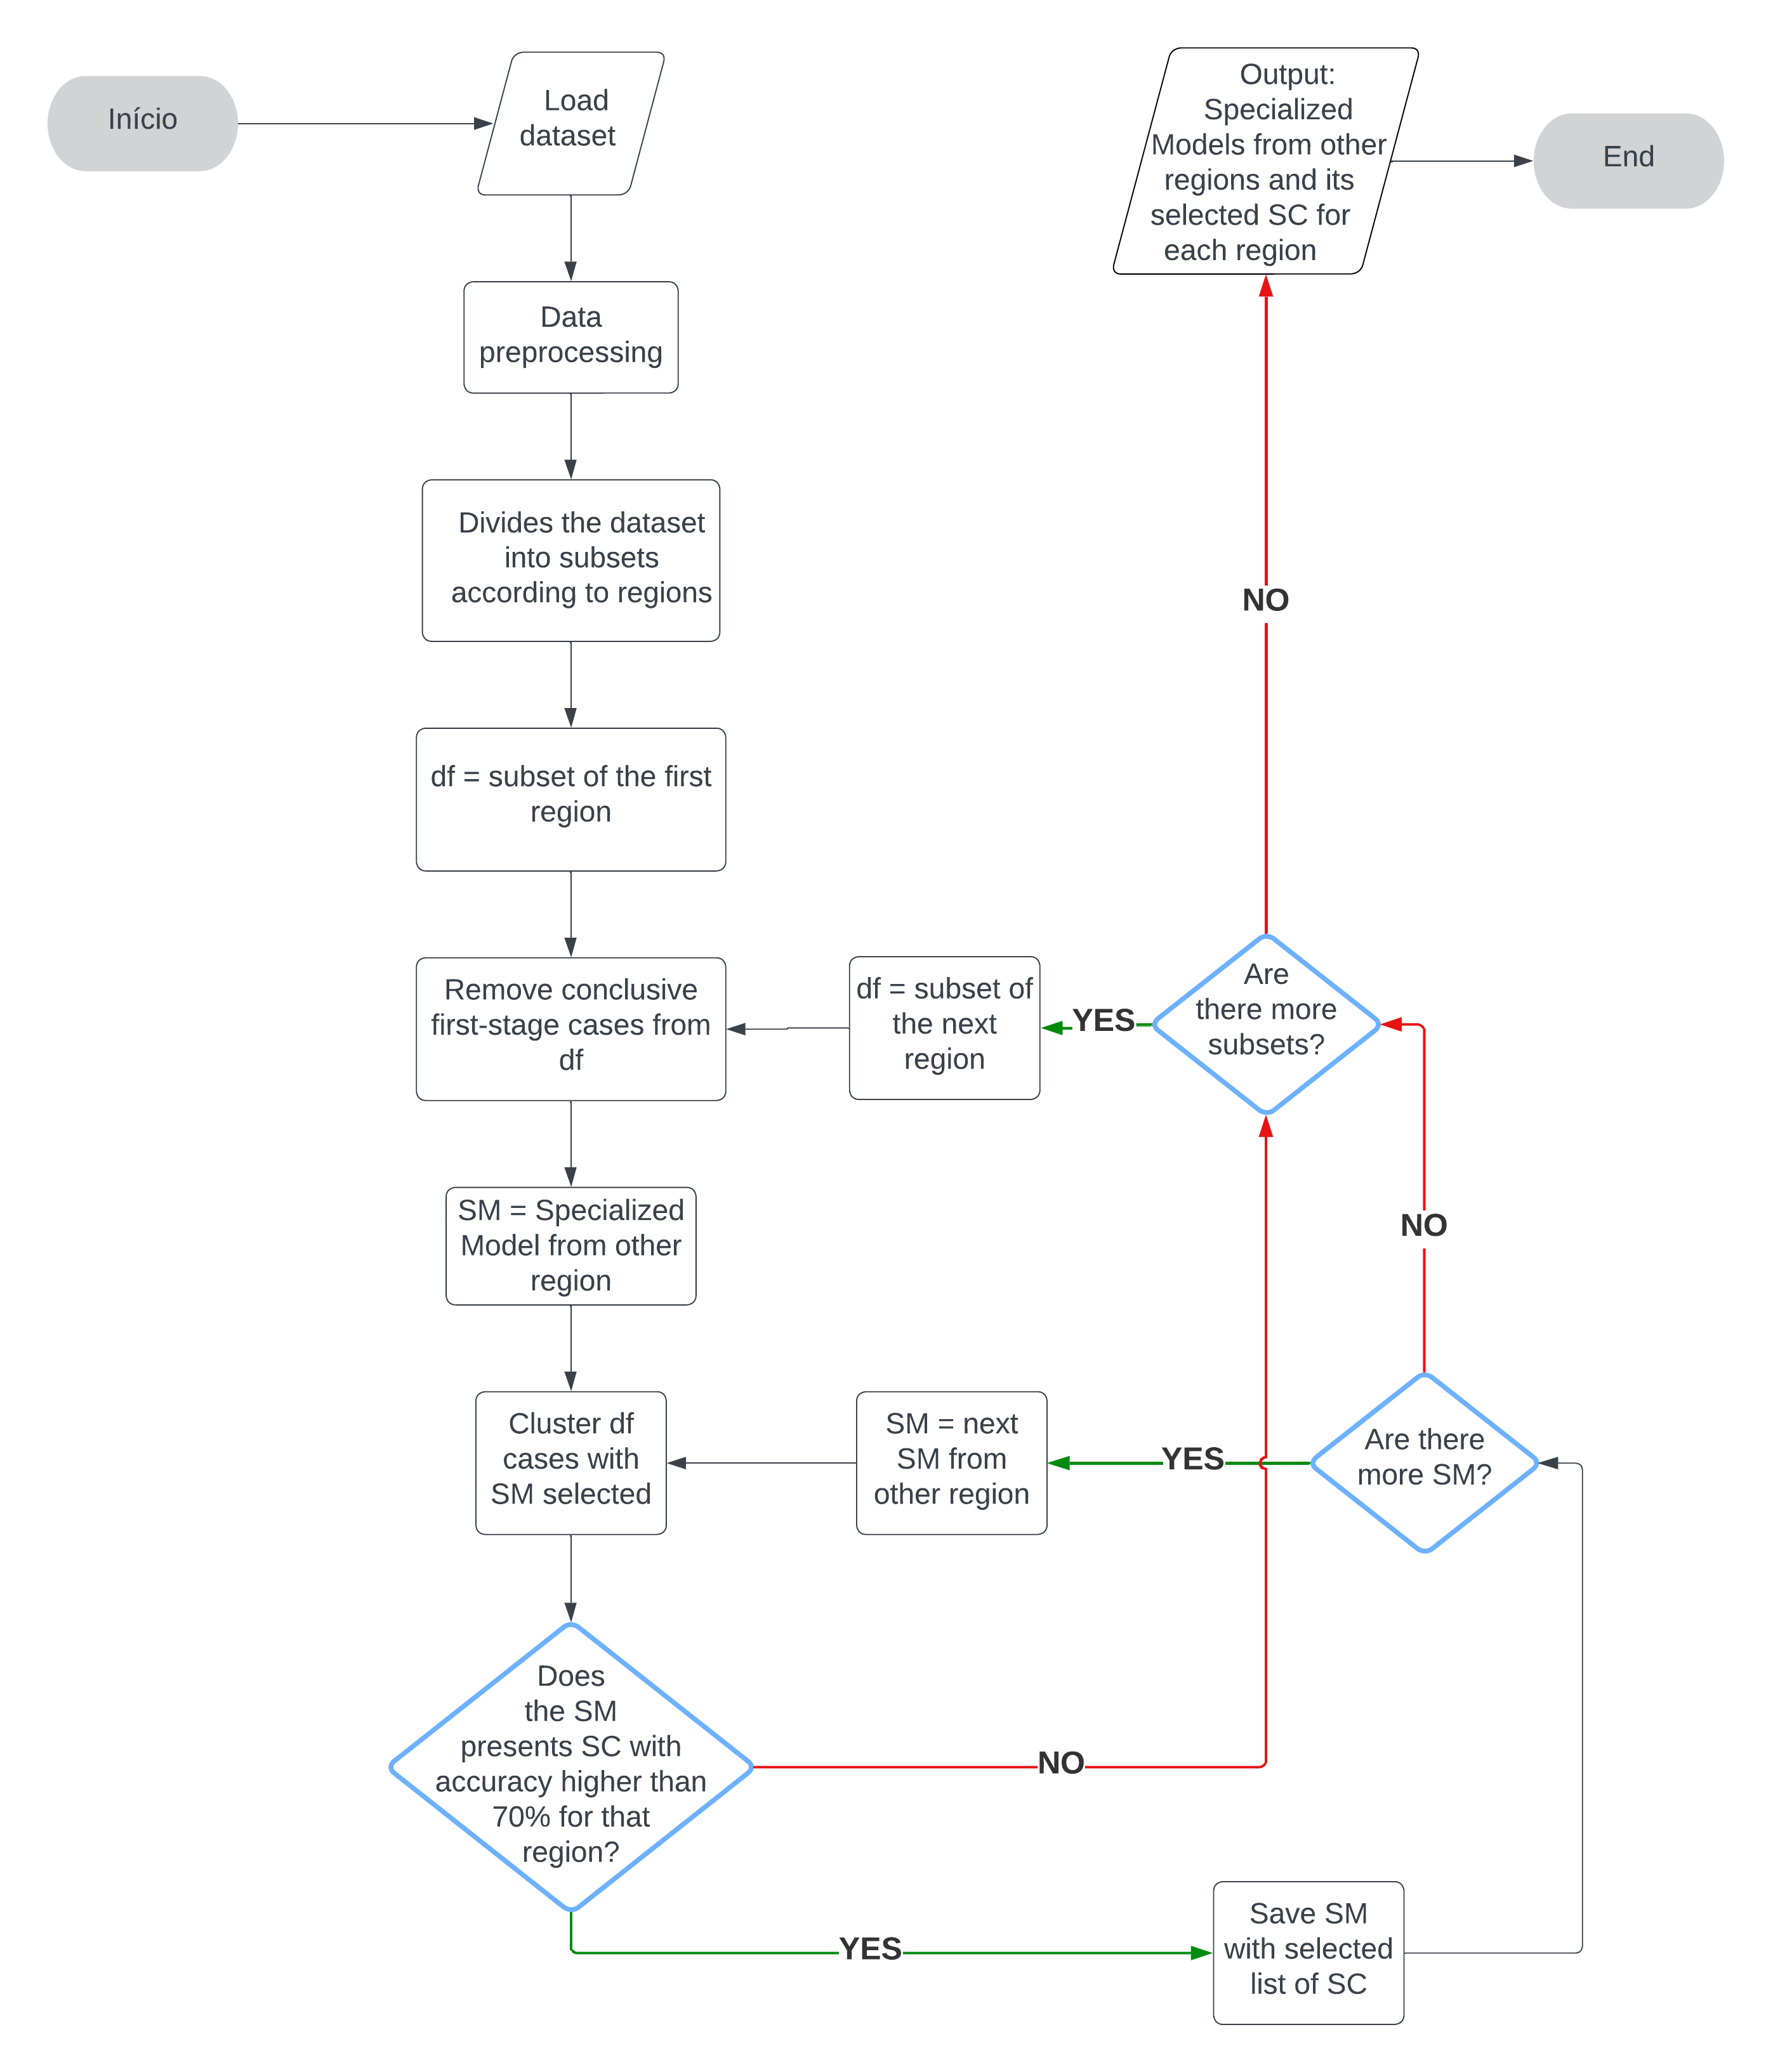 Início
Load
dataset
Data
preprocessing
Divides the dataset
into subsets
according to regions
df = subset of the first
region
Remove conclusive
first-stage cases from
df
SM = Specialized
Model from other
region
Cluster df
cases with
SM selected
Does
the SM
presents SC with
accuracy higher than
70% for that
region?
YES
NO
Save SM
with selected
list of SC
Are there
more SM?
YES
NO
SM = next
SM from
other region
Are
there more
subsets?
YES
NO
df = subset of
the next
region
Output:
Specialized
Models from other
regions and its
selected SC for
each region
End